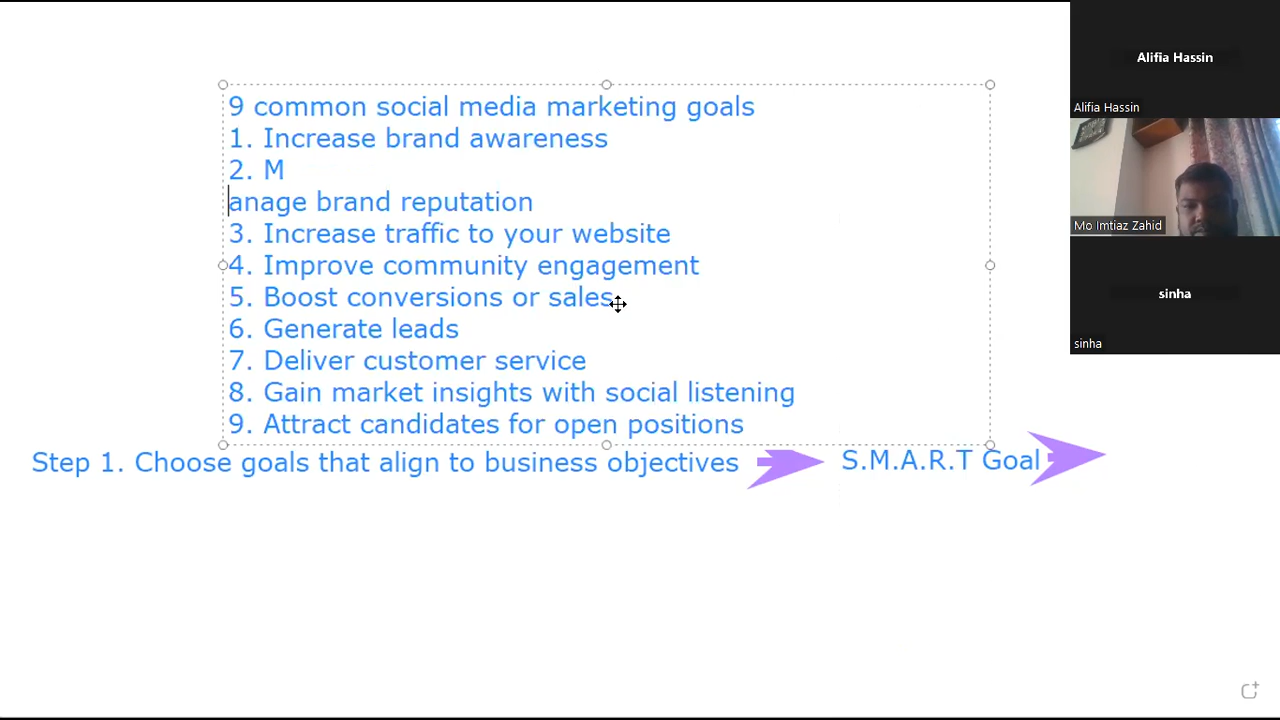 9 common social media marketing goals
1. Increase brand awareness
2. M
anage brand reputation
3. Increase traffic to your website
4. Improve community engagement
5. Boost conversions or sales
6. Generate leads
7. Deliver customer service
8. Gain market insights with social listening
9. Attract candidates for open positions
Step 1. Choose goals that align to business objectives
S.M.A.R.T Goal
Alifia Hassin
Alifia Hassin
Mo Imtiaz Zahid
sinha
sinha